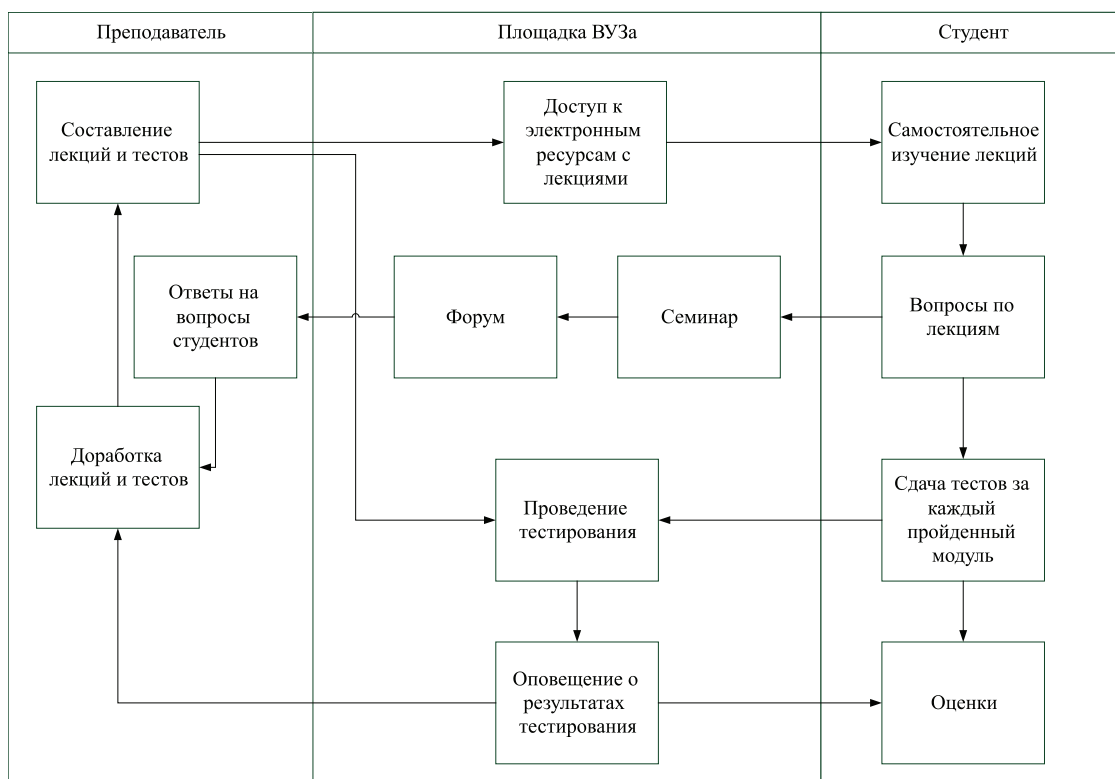 Преподаватель
Площадка ВУЗа
Студент
Составление
лекций и тестов
Доступ к
электронным
ресурсам с
лекциями
Самостоятельное
изучение лекций
Ответы на
вопросы
студентов
Форум
Семинар
Вопросы по
лекциям
Доработка
лекций и тестов
Проведение
тестирования
Сдача тестов за
каждый
пройденный
модуль
Оповещение о
результатах
тестирования
Оценки